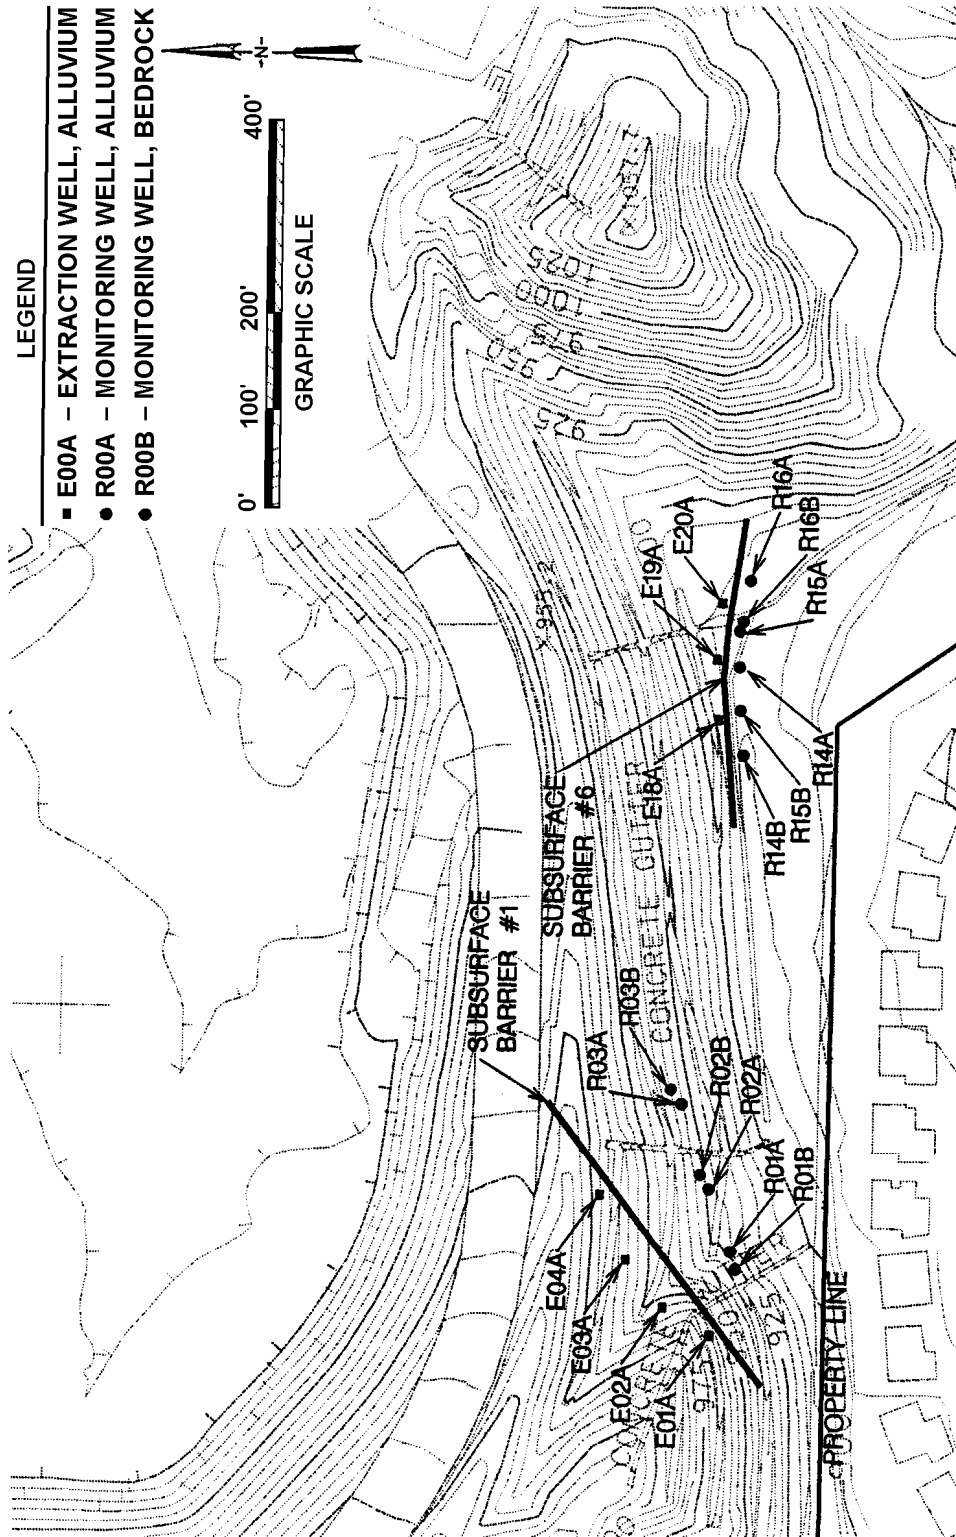 LEGEND
■ E00A – EXTRACTION WELL, ALLUVIUM
● R00A – MONITORING WELL, ALLUVIUM
● R00B – MONITORING WELL, BEDROCK
-N-
0' 100' 200' 400'
GRAPHIC SCALE
925
950
975
1000
1025
× 955.2
SUBSURFACE
BARRIER #1
SUBSURFACE
BARRIER #6
CONCRETE GUTTER
E04A
E03A
E02A
E01A
R03A
R03B
R02B
R02A
R01A
R01B
E18A
E19A
E20A
R14B
R15B
R14A
R15A
R16B
R16A
975
925
PROPERTY LINE